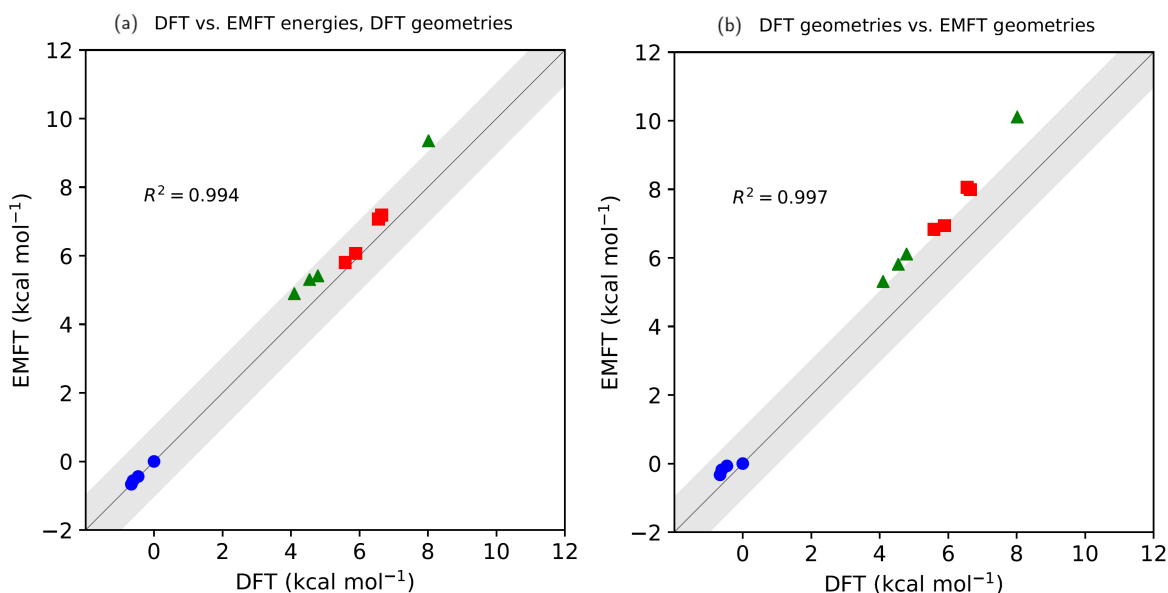 (a) DFT vs. EMFT energies, DFT geometries
12
10
8
6
4
2
0
−2
EMFT (kcal mol⁻¹)
R² = 0.994
0 2 4 6 8 10 12
DFT (kcal mol⁻¹)
(b) DFT geometries vs. EMFT geometries
12
10
8
6
4
2
0
−2
EMFT (kcal mol⁻¹)
R² = 0.997
0 2 4 6 8 10 12
DFT (kcal mol⁻¹)